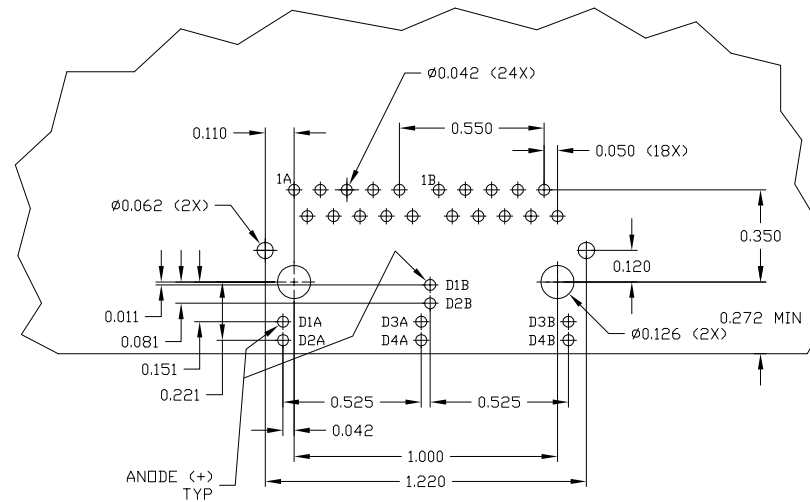 Ø0.042 (24X)
0.110
0.550
0.050 (18X)
1A
1B
Ø0.062 (2X)
0.350
0.120
D1B
0.011
D2B
0.272 MIN
0.081
D1A
D3A
D3B
Ø0.126 (2X)
D2A
D4A
D4B
0.151
0.221
0.525
0.525
0.042
1.000
ANODE (+)
TYP
1.220